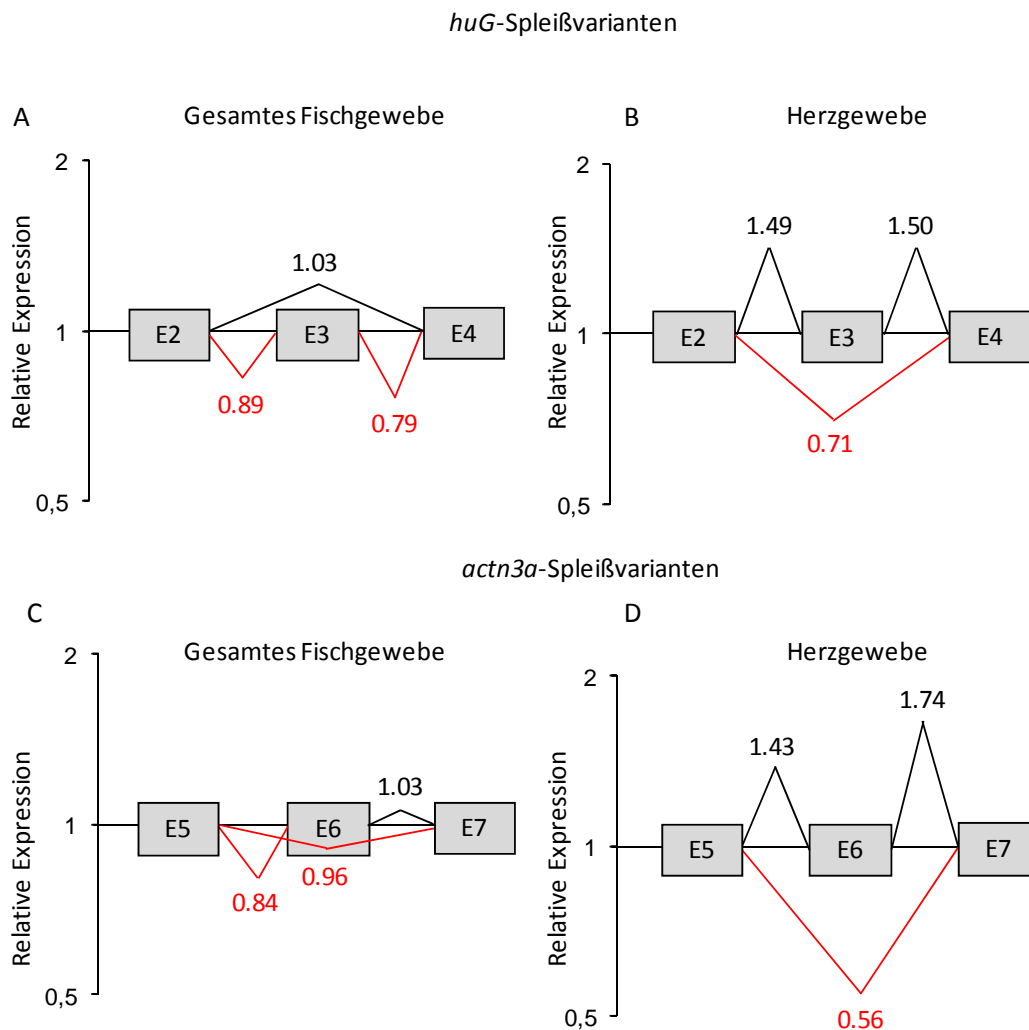 huG-Spleißvarianten
A
Gesamtes Fischgewebe
2
1
0,5
Relative Expression
E2
E3
E4
1.03
0.89
0.79
B
Herzgewebe
2
1
0,5
Relative Expression
E2
E3
E4
1.49
1.50
0.71
actn3a-Spleißvarianten
C
Gesamtes Fischgewebe
2
1
0,5
Relative Expression
E5
E6
E7
1.03
0.96
0.84
D
Herzgewebe
2
1
0,5
Relative Expression
E5
E6
E7
1.43
1.74
0.56